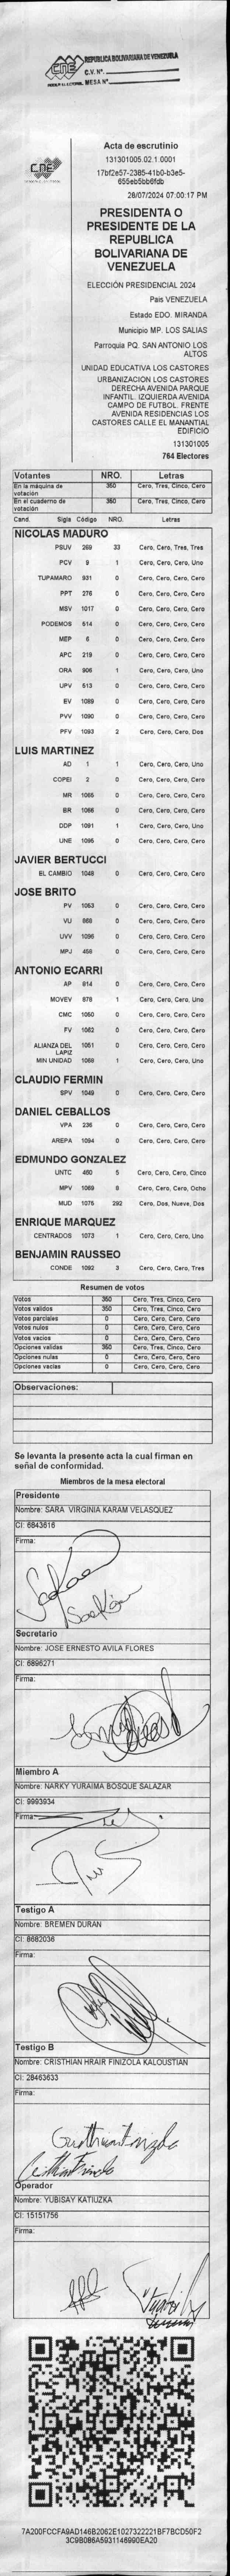 REPUBLICA BOLIVARIANA DE VENEZUELA
CNE
C.V. Nº.
PODER ELECTORAL MESA Nº
CNE
Acta de escrutinio
131301005.02.1.0001
17bf2e57-2385-41b0-b3e5-
655eb5bb6fdb
28/07/2024 07:00:17 PM
PRESIDENTA O
PRESIDENTE DE LA
REPUBLICA
BOLIVARIANA DE
VENEZUELA
ELECCIÓN PRESIDENCIAL 2024
Pais VENEZUELA
Estado EDO. MIRANDA
Municipio MP. LOS SALIAS
Parroquia PQ. SAN ANTONIO LOS
ALTOS
UNIDAD EDUCATIVA LOS CASTORES
URBANIZACION LOS CASTORES
DERECHA AVENIDA PARQUE
INFANTIL. IZQUIERDA AVENIDA
CAMPO DE FUTBOL. FRENTE
AVENIDA RESIDENCIAS LOS
CASTORES CALLE EL MANANTIAL
EDIFICIO
131301005
764 Electores
Votantes NRO. Letras
En la máquina de votación 350 Cero, Tres, Cinco, Cero
En el cuaderno de votación 350 Cero, Tres, Cinco, Cero
Cand. Sigla Código NRO. Letras
NICOLAS MADURO
PSUV 269 33 Cero, Cero, Tres, Tres
PCV 9 1 Cero, Cero, Cero, Uno
TUPAMARO 931 0 Cero, Cero, Cero, Cero
PPT 276 0 Cero, Cero, Cero, Cero
MSV 1017 0 Cero, Cero, Cero, Cero
PODEMOS 514 0 Cero, Cero, Cero, Cero
MEP 6 0 Cero, Cero, Cero, Cero
APC 219 0 Cero, Cero, Cero, Cero
ORA 906 1 Cero, Cero, Cero, Uno
UPV 513 0 Cero, Cero, Cero, Cero
EV 1089 0 Cero, Cero, Cero, Cero
PVV 1090 0 Cero, Cero, Cero, Cero
PFV 1093 2 Cero, Cero, Cero, Dos
LUIS MARTINEZ
AD 1 1 Cero, Cero, Cero, Uno
COPEI 2 0 Cero, Cero, Cero, Cero
MR 1065 0 Cero, Cero, Cero, Cero
BR 1066 0 Cero, Cero, Cero, Cero
DDP 1091 1 Cero, Cero, Cero, Uno
UNE 1095 0 Cero, Cero, Cero, Cero
JAVIER BERTUCCI
EL CAMBIO 1048 0 Cero, Cero, Cero, Cero
JOSE BRITO
PV 1053 0 Cero, Cero, Cero, Cero
VU 868 0 Cero, Cero, Cero, Cero
UVV 1096 0 Cero, Cero, Cero, Cero
MPJ 458 0 Cero, Cero, Cero, Cero
ANTONIO ECARRI
AP 614 0 Cero, Cero, Cero, Cero
MOVEV 878 1 Cero, Cero, Cero, Uno
CMC 1050 0 Cero, Cero, Cero, Cero
FV 1062 0 Cero, Cero, Cero, Cero
ALIANZA DEL LAPIZ 1051 0 Cero, Cero, Cero, Cero
MIN UNIDAD 1068 1 Cero, Cero, Cero, Uno
CLAUDIO FERMIN
SPV 1049 0 Cero, Cero, Cero, Cero
DANIEL CEBALLOS
VPA 236 0 Cero, Cero, Cero, Cero
AREPA 1094 0 Cero, Cero, Cero, Cero
EDMUNDO GONZALEZ
UNTC 460 5 Cero, Cero, Cero, Cinco
MPV 1069 8 Cero, Cero, Cero, Ocho
MUD 1075 292 Cero, Dos, Nueve, Dos
ENRIQUE MARQUEZ
CENTRADOS 1073 1 Cero, Cero, Cero, Uno
BENJAMIN RAUSSEO
CONDE 1092 3 Cero, Cero, Cero, Tres
Resumen de votos
Votos 350 Cero, Tres, Cinco, Cero
Votos validos 350 Cero, Tres, Cinco, Cero
Votos parciales 0 Cero, Cero, Cero, Cero
Votos nulos 0 Cero, Cero, Cero, Cero
Votos vacios 0 Cero, Cero, Cero, Cero
Opciones validas 350 Cero, Tres, Cinco, Cero
Opciones nulas 0 Cero, Cero, Cero, Cero
Opciones vacias 0 Cero, Cero, Cero, Cero
Observaciones:
Se levanta la presente acta la cual firman en
señal de conformidad.
Miembros de la mesa electoral
Presidente
Nombre: SARA VIRGINIA KARAM VELASQUEZ
CI: 6843616
Firma:
Secretario
Nombre: JOSE ERNESTO AVILA FLORES
CI: 6896271
Firma:
Miembro A
Nombre: NARKY YURAIMA BOSQUE SALAZAR
CI: 9993934
Firma:
Testigo A
Nombre: BREMEN DURAN
CI: 8682036
Firma:
Testigo B
Nombre: CRISTHIAN HRAIR FINIZOLA KALOUSTIAN
CI: 28463633
Firma:
Operador
Nombre: YUBISAY KATIUZKA
CI: 15151756
Firma:
7A200FCCFA9AD146B2062E1027322221BF7BCD50F2
3C9B086A5931146990EA20